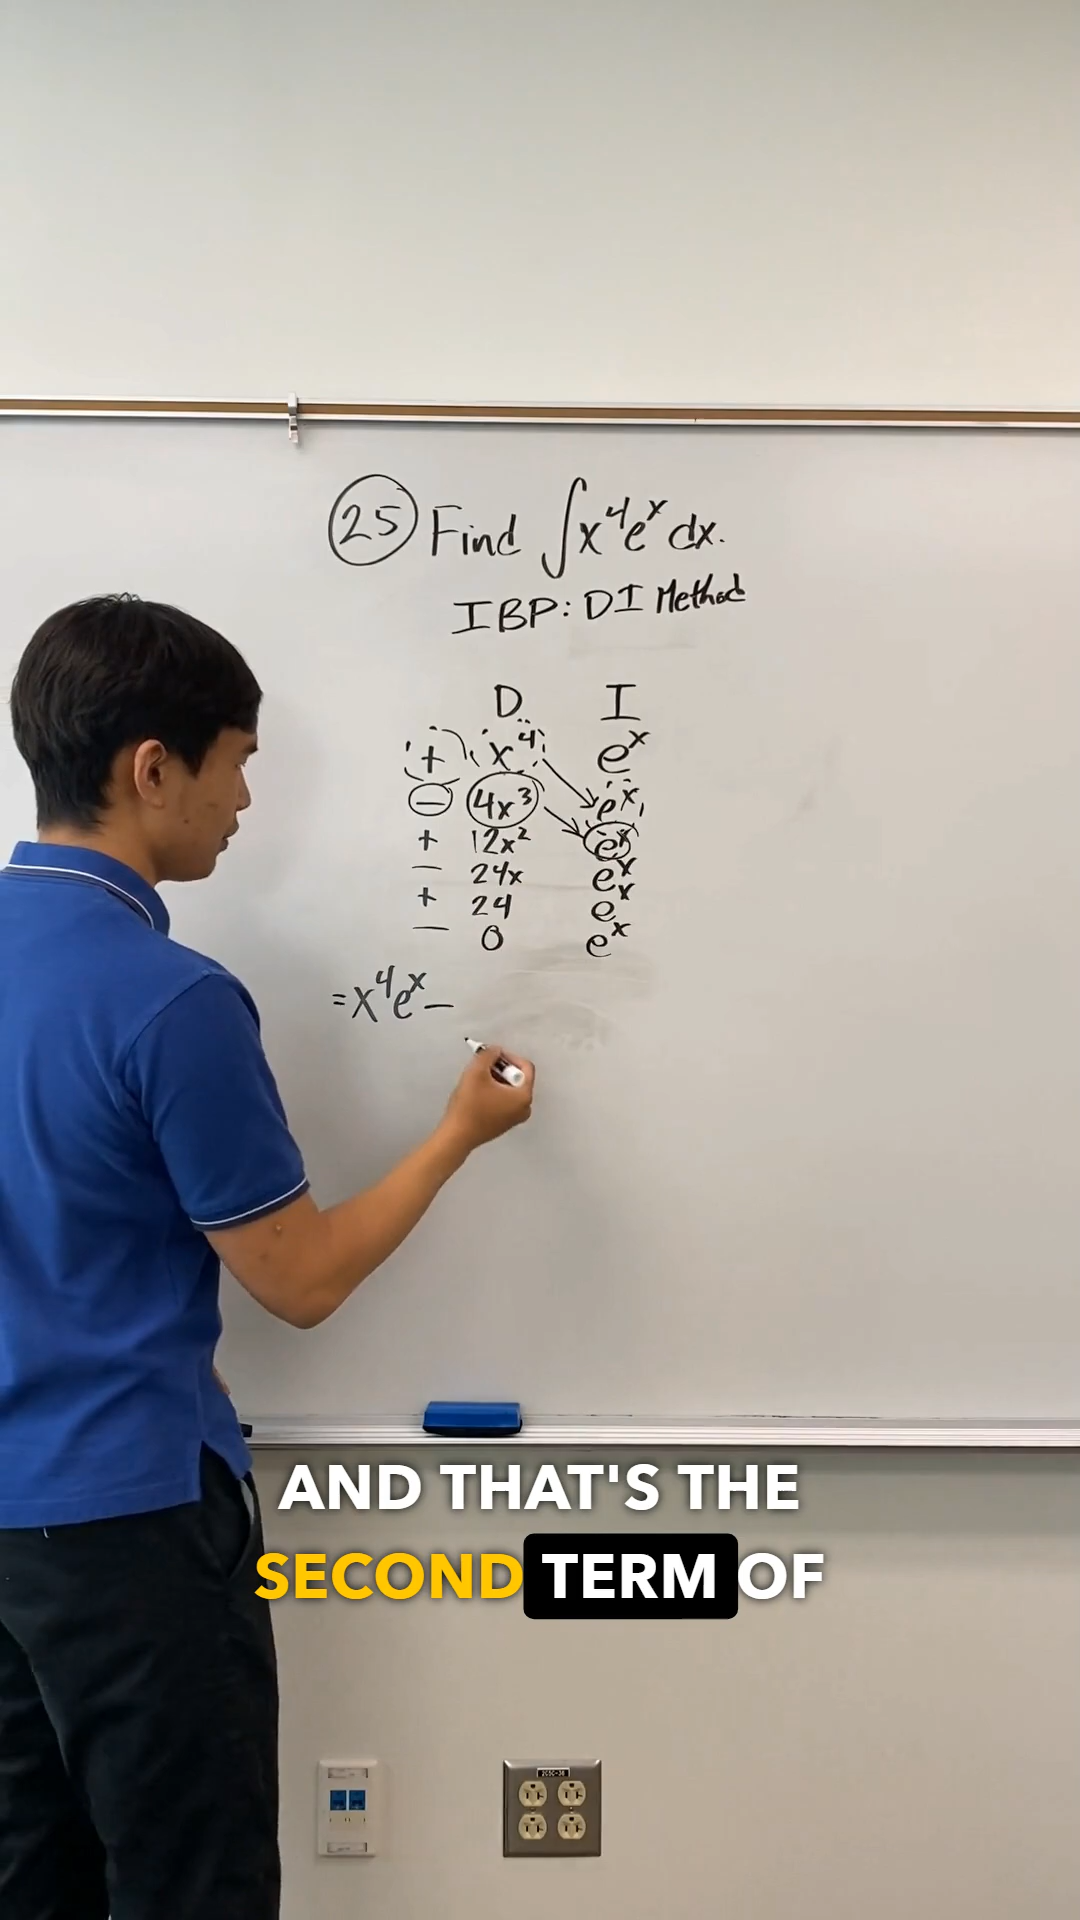 25 Find ∫x⁴eˣ dx.
IBP: DI Method
D I
+ x⁴ eˣ
− 4x³ eˣ
+ 12x² eˣ
− 24x eˣ
+ 24 eˣ
− 0 eˣ
= x⁴eˣ −
AND THAT'S THE
SECOND TERM OF